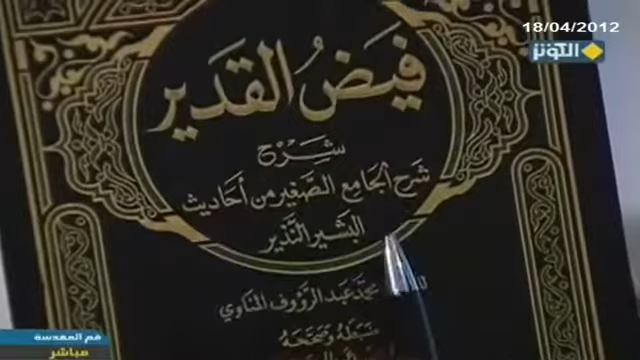 18/04/2012
الكوثر
فيض القدير
شرح
شرح الجامع الصغير من أحاديث
البشير النذير
محمد عبد الرؤوف المناوي
ضبطه وصححه
قم المقدسة
مباشر